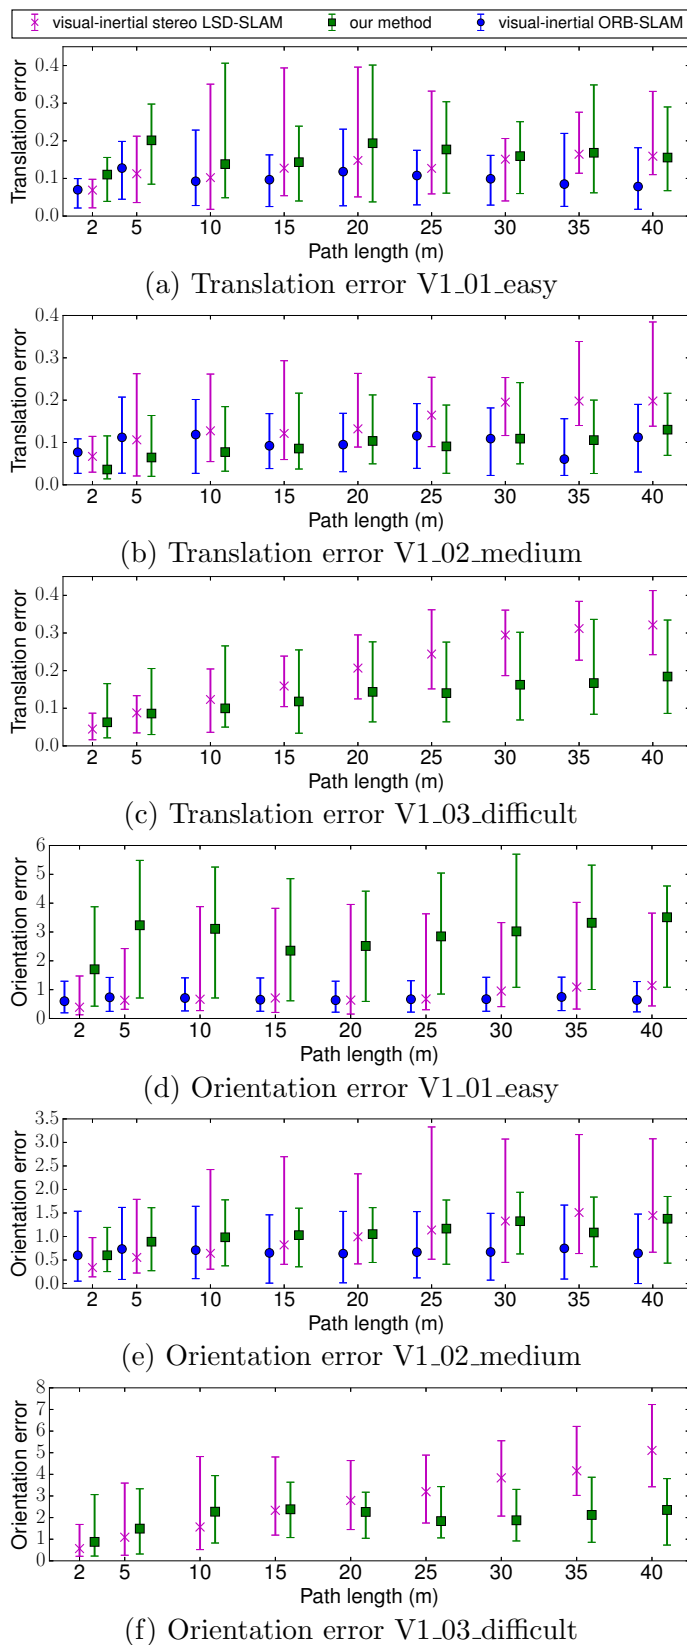 visual-inertial stereo LSD-SLAM our method visual-inertial ORB-SLAM
Translation error
0.4
0.3
0.2
0.1
0.0
2 5 10 15 20 25 30 35 40
Path length (m)
(a) Translation error V1_01_easy
Translation error
0.4
0.3
0.2
0.1
0.0
2 5 10 15 20 25 30 35 40
Path length (m)
(b) Translation error V1_02_medium
Translation error
0.4
0.3
0.2
0.1
0.0
2 5 10 15 20 25 30 35 40
Path length (m)
(c) Translation error V1_03_difficult
Orientation error
6
5
4
3
2
1
0
2 5 10 15 20 25 30 35 40
Path length (m)
(d) Orientation error V1_01_easy
Orientation error
3.5
3.0
2.5
2.0
1.5
1.0
0.5
0.0
2 5 10 15 20 25 30 35 40
Path length (m)
(e) Orientation error V1_02_medium
Orientation error
8
7
6
5
4
3
2
1
0
2 5 10 15 20 25 30 35 40
Path length (m)
(f) Orientation error V1_03_difficult